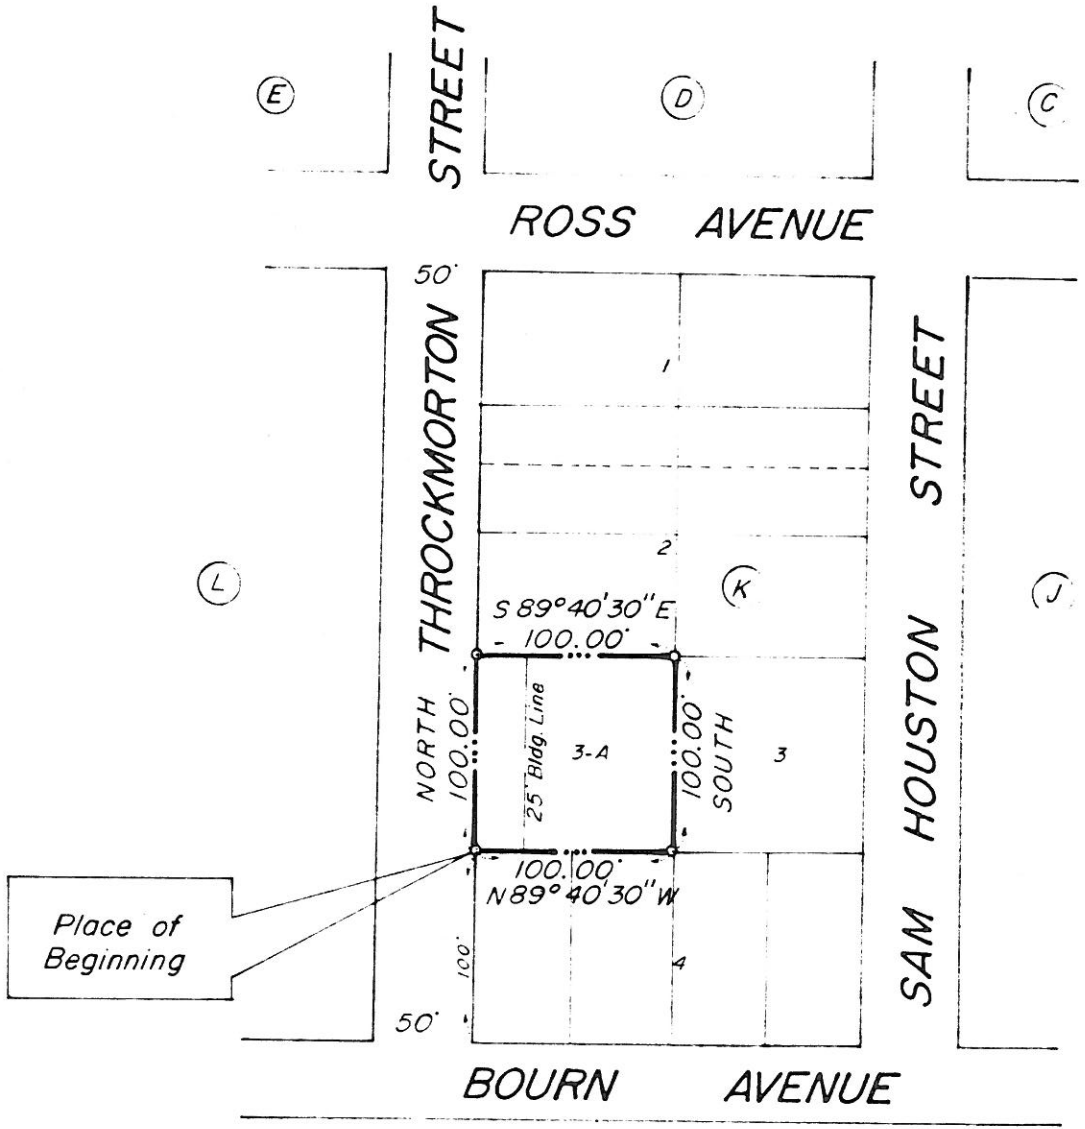 E
STREET
D
C
ROSS AVENUE
50'
THROCKMORTON
1
STREET
2
L
K
J
S 89°40'30"E
100.00'
NORTH
100.00'
25' Bldg. Line
3-A
100.00'
SOUTH
3
HOUSTON
100.00'
N 89°40'30"W
Place of
Beginning
100'
4
SAM
50'
BOURN AVENUE